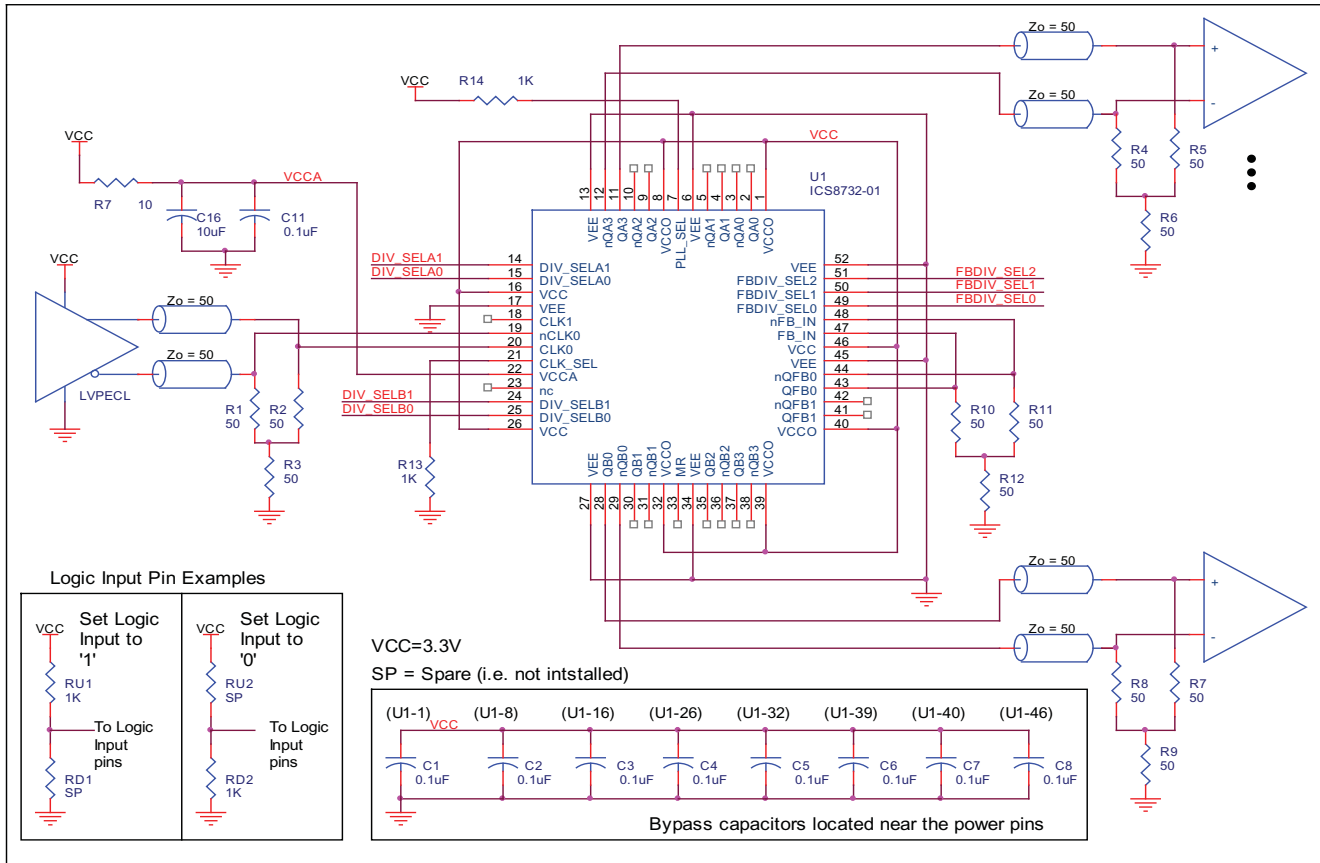 Zo = 50
Zo = 50
+
-
R4
50
R5
50
R6
50
VCC
R14 1K
VCC
VCC
VCCA
R7 10
C16
10uF
C11
0.1uF
U1
ICS8732-01
13
12
11
10
9
8
7
6
5
4
3
2
1
VEE
nQA3
QA3
nQA2
QA2
VCCO
PLL_SEL
VEE
nQA1
QA1
nQA0
QA0
VCCO
VCC
Zo = 50
Zo = 50
LVPECL
R1
50
R2
50
R3
50
DIV_SELA1
DIV_SELA0
DIV_SELB1
DIV_SELB0
R13
1K
14 DIV_SELA1
15 DIV_SELA0
16 VCC
17 VEE
18 CLK1
19 nCLK0
20 CLK0
21 CLK_SEL
22 VCCA
23 nc
24 DIV_SELB1
25 DIV_SELB0
26 VCC
VEE 52
FBDIV_SEL2 51
FBDIV_SEL1 50
FBDIV_SEL0 49
nFB_IN 48
FB_IN 47
VCC 46
VEE 45
nQFB0 44
QFB0 43
nQFB1 42
QFB1 41
VCCO 40
FBDIV_SEL2
FBDIV_SEL1
FBDIV_SEL0
R10
50
R11
50
R12
50
VEE
QB0
nQB0
QB1
nQB1
VCCO
MR
VEE
QB2
nQB2
QB3
nQB3
VCCO
27
28
29
30
31
32
33
34
35
36
37
38
39
Zo = 50
Zo = 50
+
-
R8
50
R7
50
R9
50
Logic Input Pin Examples
VCC
Set Logic
Input to
'1'
RU1
1K
To Logic
Input
pins
RD1
SP
VCC
Set Logic
Input to
'0'
RU2
SP
To Logic
Input
pins
RD2
1K
VCC=3.3V
SP = Spare (i.e. not intstalled)
(U1-1) (U1-8) (U1-16) (U1-26) (U1-32) (U1-39) (U1-40) (U1-46)
VCC
C1
0.1uF
C2
0.1uF
C3
0.1uF
C4
0.1uF
C5
0.1uF
C6
0.1uF
C7
0.1uF
C8
0.1uF
Bypass capacitors located near the power pins